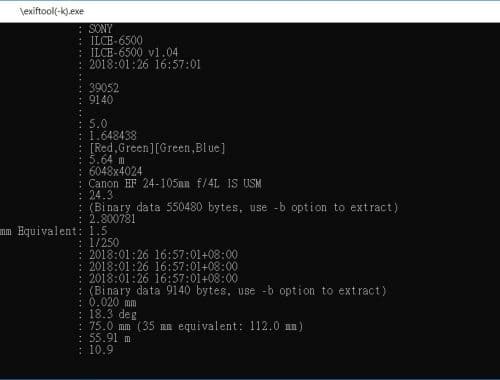 \exiftool(-k).exe
: SONY
: ILCE-6500
: ILCE-6500 v1.04
: 2018:01:26 16:57:01
:
: 39052
: 9140
:
: 5.0
: 1.648438
: [Red,Green][Green,Blue]
: 5.64 m
: 6048x4024
: Canon EF 24-105mm f/4L IS USM
: 24.3
: (Binary data 550480 bytes, use -b option to extract)
: 2.800781
mm Equivalent: 1.5
: 1/250
: 2018:01:26 16:57:01+08:00
: 2018:01:26 16:57:01+08:00
: 2018:01:26 16:57:01+08:00
: (Binary data 9140 bytes, use -b option to extract)
: 0.020 mm
: 18.3 deg
: 75.0 mm (35 mm equivalent: 112.0 mm)
: 55.91 m
: 10.9